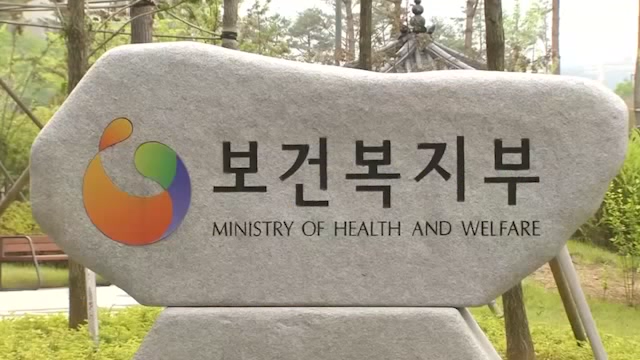 보건복지부
MINISTRY OF HEALTH AND WELFARE